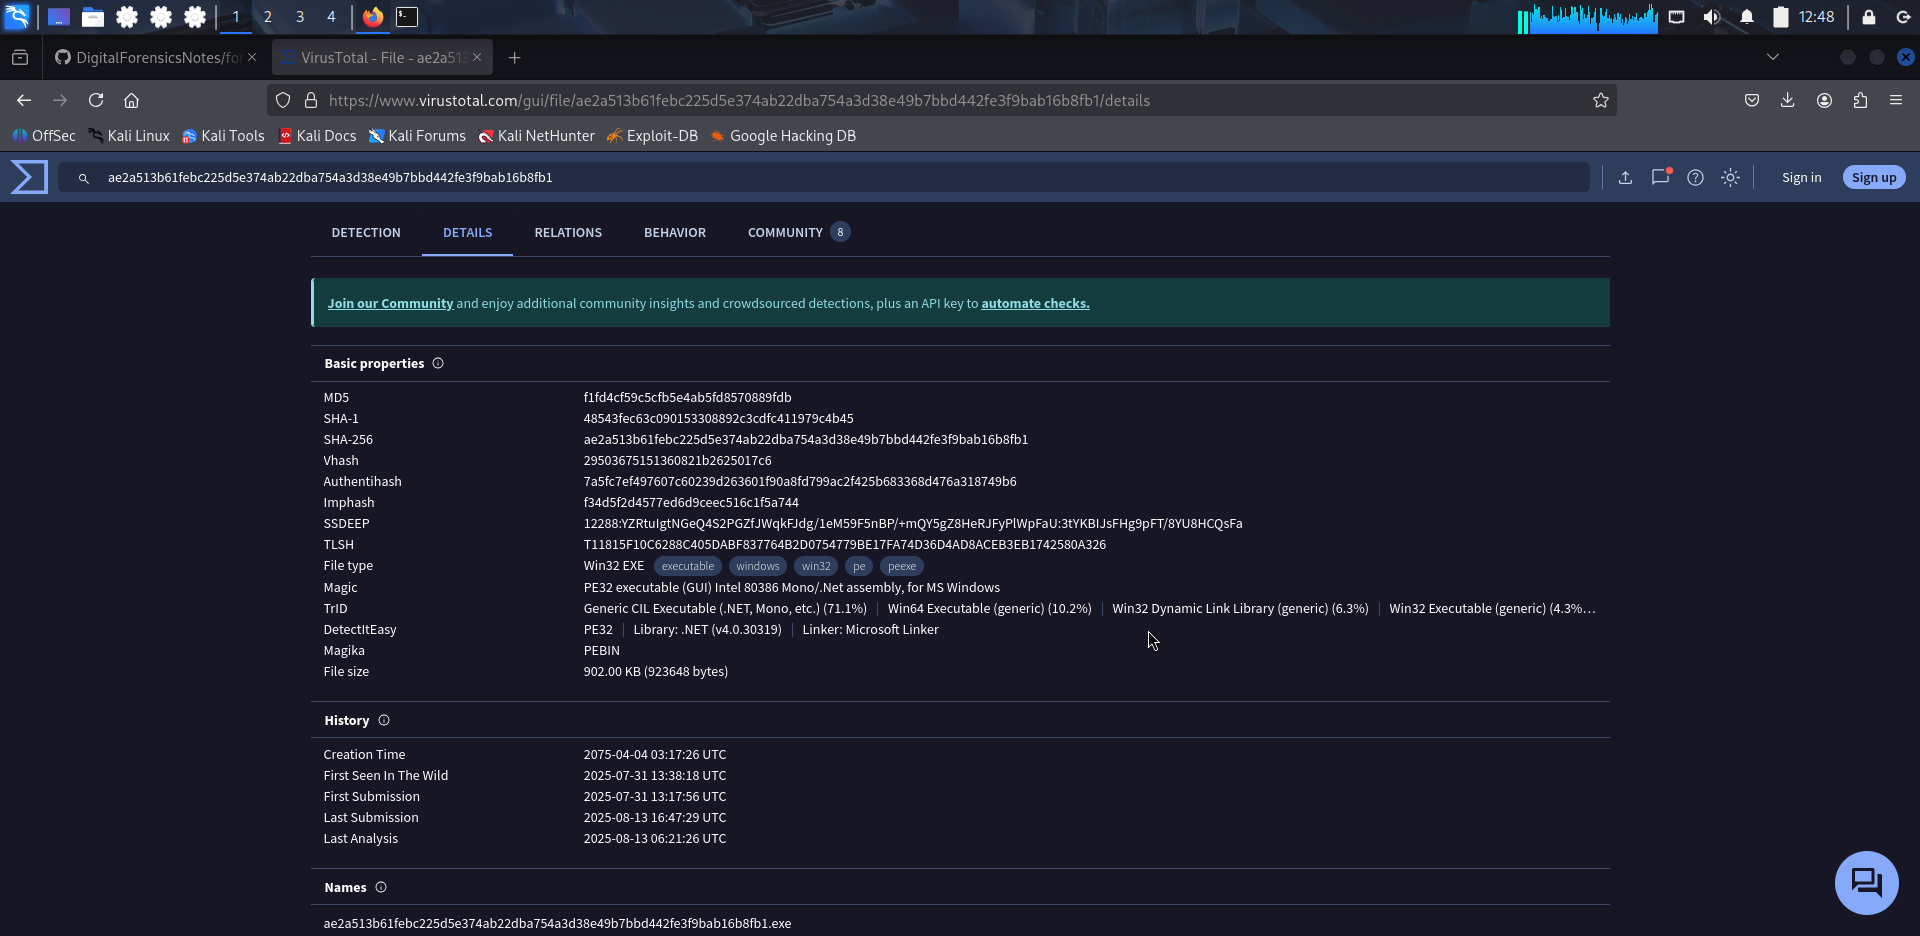 1 2 3 4 12:48
DigitalForensicsNotes/for VirusTotal - File - ae2a513
https://www.virustotal.com/gui/file/ae2a513b61febc225d5e374ab22dba754a3d38e49b7bbd442fe3f9bab16b8fb1/details
OffSec Kali Linux Kali Tools Kali Docs Kali Forums Kali NetHunter Exploit-DB Google Hacking DB
ae2a513b61febc225d5e374ab22dba754a3d38e49b7bbd442fe3f9bab16b8fb1 Sign in Sign up
DETECTION DETAILS RELATIONS BEHAVIOR COMMUNITY 8
Join our Community and enjoy additional community insights and crowdsourced detections, plus an API key to automate checks.
Basic properties
MD5 f1fd4cf59c5cfb5e4ab5fd8570889fdb
SHA-1 48543fec63c090153308892c3cdfc411979c4b45
SHA-256 ae2a513b61febc225d5e374ab22dba754a3d38e49b7bbd442fe3f9bab16b8fb1
Vhash 29503675151360821b2625017c6
Authentihash 7a5fc7ef497607c60239d263601f90a8fd799ac2f425b683368d476a318749b6
Imphash f34d5f2d4577ed6d9ceec516c1f5a744
SSDEEP 12288:YZRtuIgtNGeQ4S2PGZfJWqkFJdg/1eM59F5nBP/+mQY5gZ8HeRJFyPlWpFaU:3tYKBIJsFHg9pFT/8YU8HCQsFa
TLSH T11815F10C6288C405DABF837764B2D0754779BE17FA74D36D4AD8ACEB3EB1742580A326
File type Win32 EXE executable windows win32 pe peexe
Magic PE32 executable (GUI) Intel 80386 Mono/.Net assembly, for MS Windows
TrID Generic CIL Executable (.NET, Mono, etc.) (71.1%) Win64 Executable (generic) (10.2%) Win32 Dynamic Link Library (generic) (6.3%) Win32 Executable (generic) (4.3%…
DetectItEasy PE32 Library: .NET (v4.0.30319) Linker: Microsoft Linker
Magika PEBIN
File size 902.00 KB (923648 bytes)
History
Creation Time 2075-04-04 03:17:26 UTC
First Seen In The Wild 2025-07-31 13:38:18 UTC
First Submission 2025-07-31 13:17:56 UTC
Last Submission 2025-08-13 16:47:29 UTC
Last Analysis 2025-08-13 06:21:26 UTC
Names
ae2a513b61febc225d5e374ab22dba754a3d38e49b7bbd442fe3f9bab16b8fb1.exe